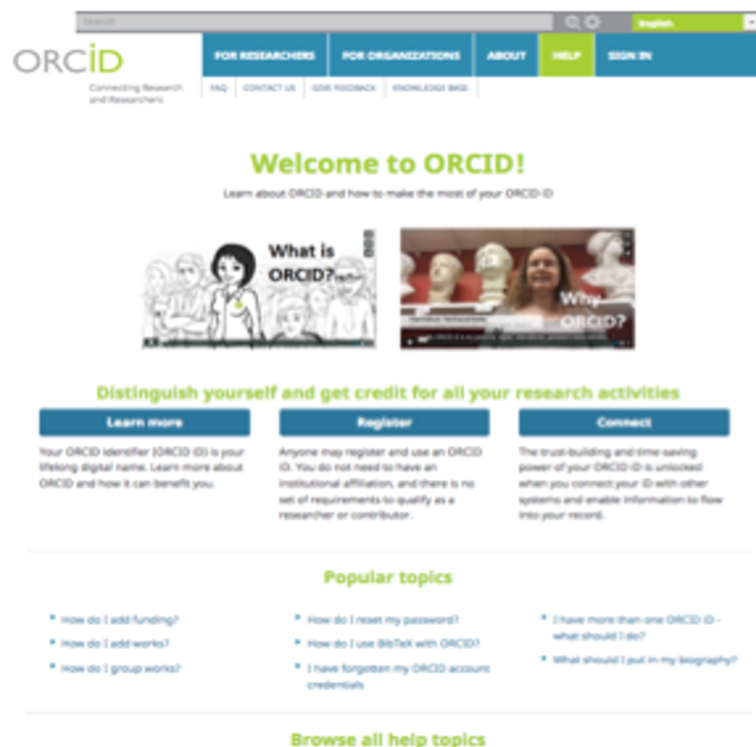 Search
English
ORCiD
Connecting Research
and Researchers
FOR RESEARCHERS
FOR ORGANIZATIONS
ABOUT
HELP
SIGN IN
FAQ
CONTACT US
GIVE FEEDBACK
KNOWLEDGE BASE
Welcome to ORCID!
Learn about ORCID and how to make the most of your ORCID iD
What is
ORCID?
Why
ORCID?
Distinguish yourself and get credit for all your research activities
Learn more
Your ORCID identifier (ORCID iD) is your
lifelong digital name. Learn more about
ORCID and how it can benefit you.
Register
Anyone may register and use an ORCID
iD. You do not need to have an
institutional affiliation, and there is no
set of requirements to qualify as a
researcher or contributor.
Connect
The trust-building and time-saving
power of your ORCID iD is unlocked
when you connect your iD with other
systems and enable information to flow
into your record.
Popular topics
How do I add funding?
How do I add works?
How do I group works?
How do I reset my password?
How do I use BibTeX with ORCID?
I have forgotten my ORCID account
credentials
I have more than one ORCID iD -
what should I do?
What should I put in my biography?
Browse all help topics